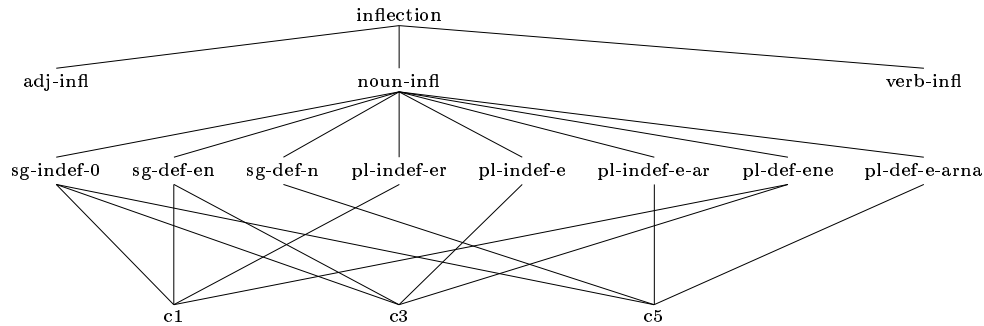 inflection
adj-infl noun-infl verb-infl
sg-indef-0 sg-def-en sg-def-n pl-indef-er pl-indef-e pl-indef-e-ar pl-def-ene pl-def-e-arna
c1 c3 c5